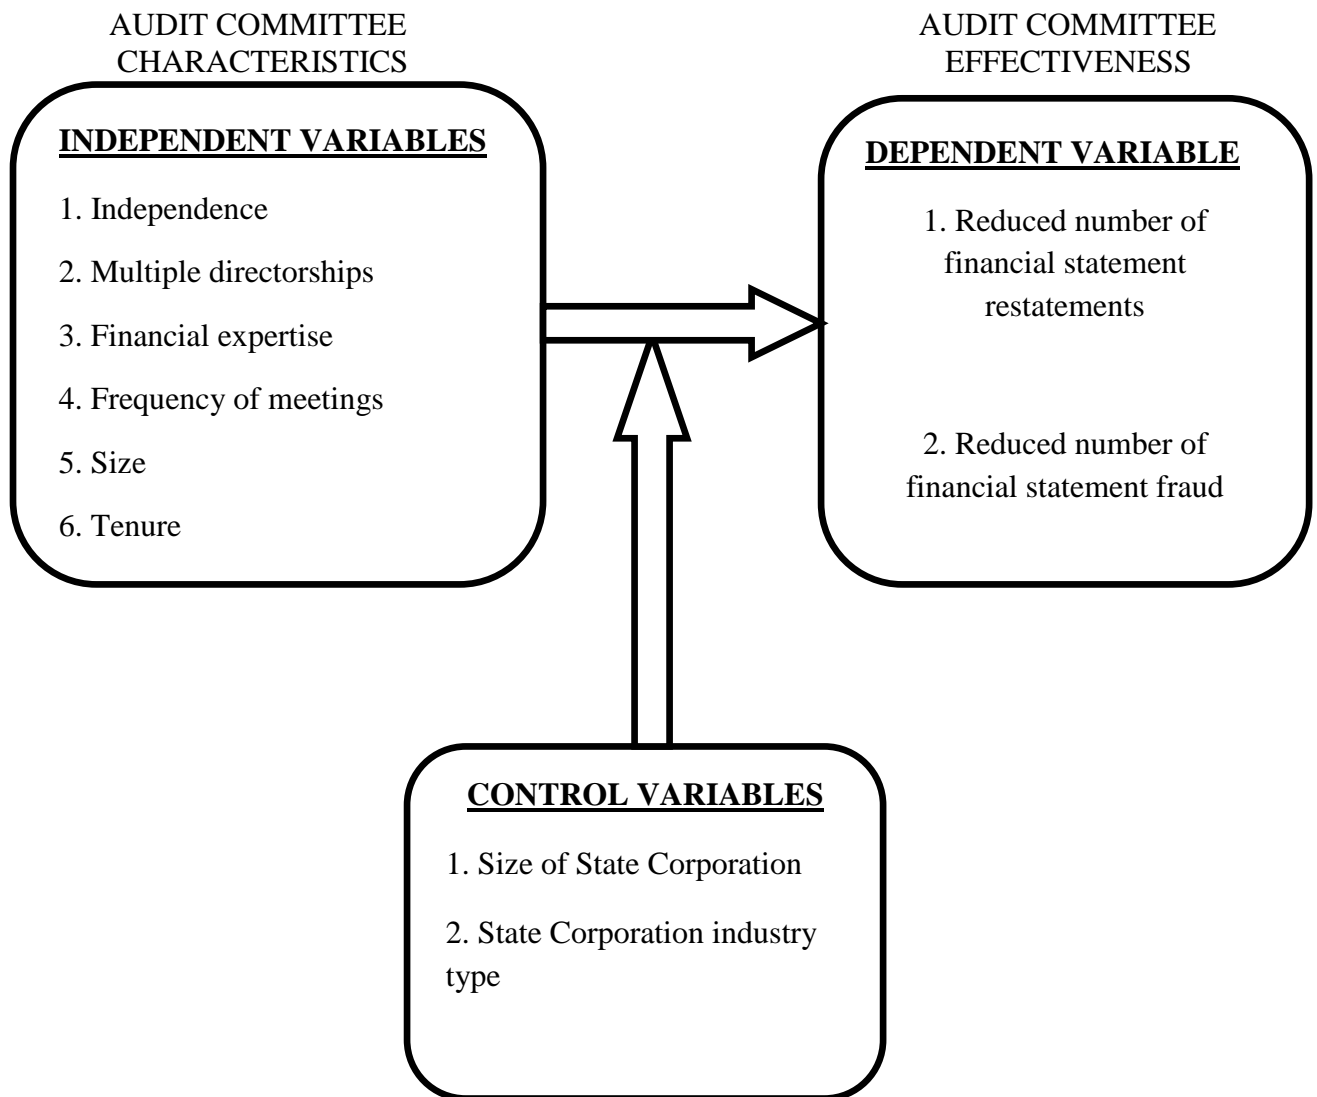 AUDIT COMMITTEE
CHARACTERISTICS
INDEPENDENT VARIABLES
1. Independence
2. Multiple directorships
3. Financial expertise
4. Frequency of meetings
5. Size
6. Tenure
AUDIT COMMITTEE
EFFECTIVENESS
DEPENDENT VARIABLE
1. Reduced number of
financial statement
restatements
2. Reduced number of
financial statement fraud
CONTROL VARIABLES
1. Size of State Corporation
2. State Corporation industry
type